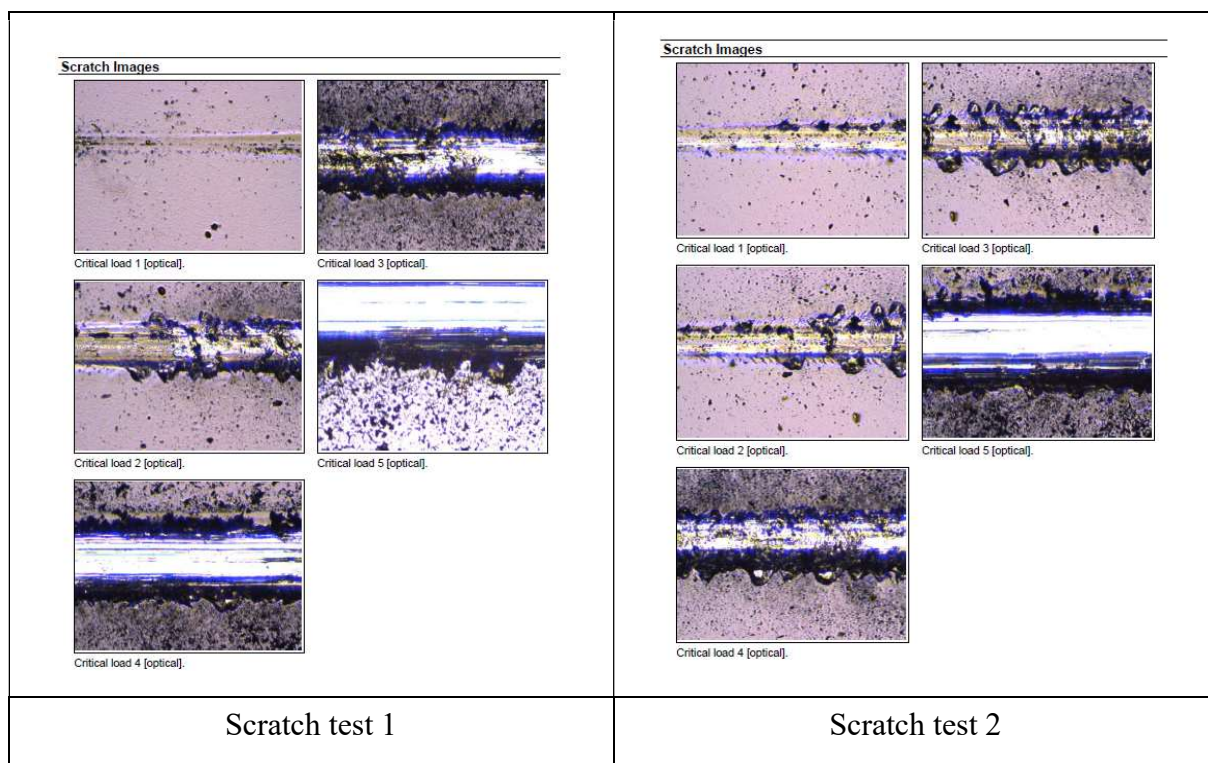 Scratch Images
Critical load 1 [optical].
Critical load 3 [optical].
Critical load 2 [optical].
Critical load 5 [optical].
Critical load 4 [optical].
Scratch test 1
Scratch Images
Critical load 1 [optical].
Critical load 3 [optical].
Critical load 2 [optical].
Critical load 5 [optical].
Critical load 4 [optical].
Scratch test 2